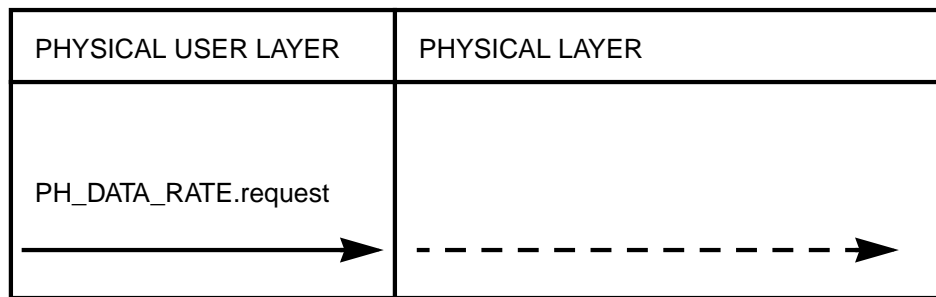 PHYSICAL USER LAYER
PHYSICAL LAYER
PH_DATA_RATE.request